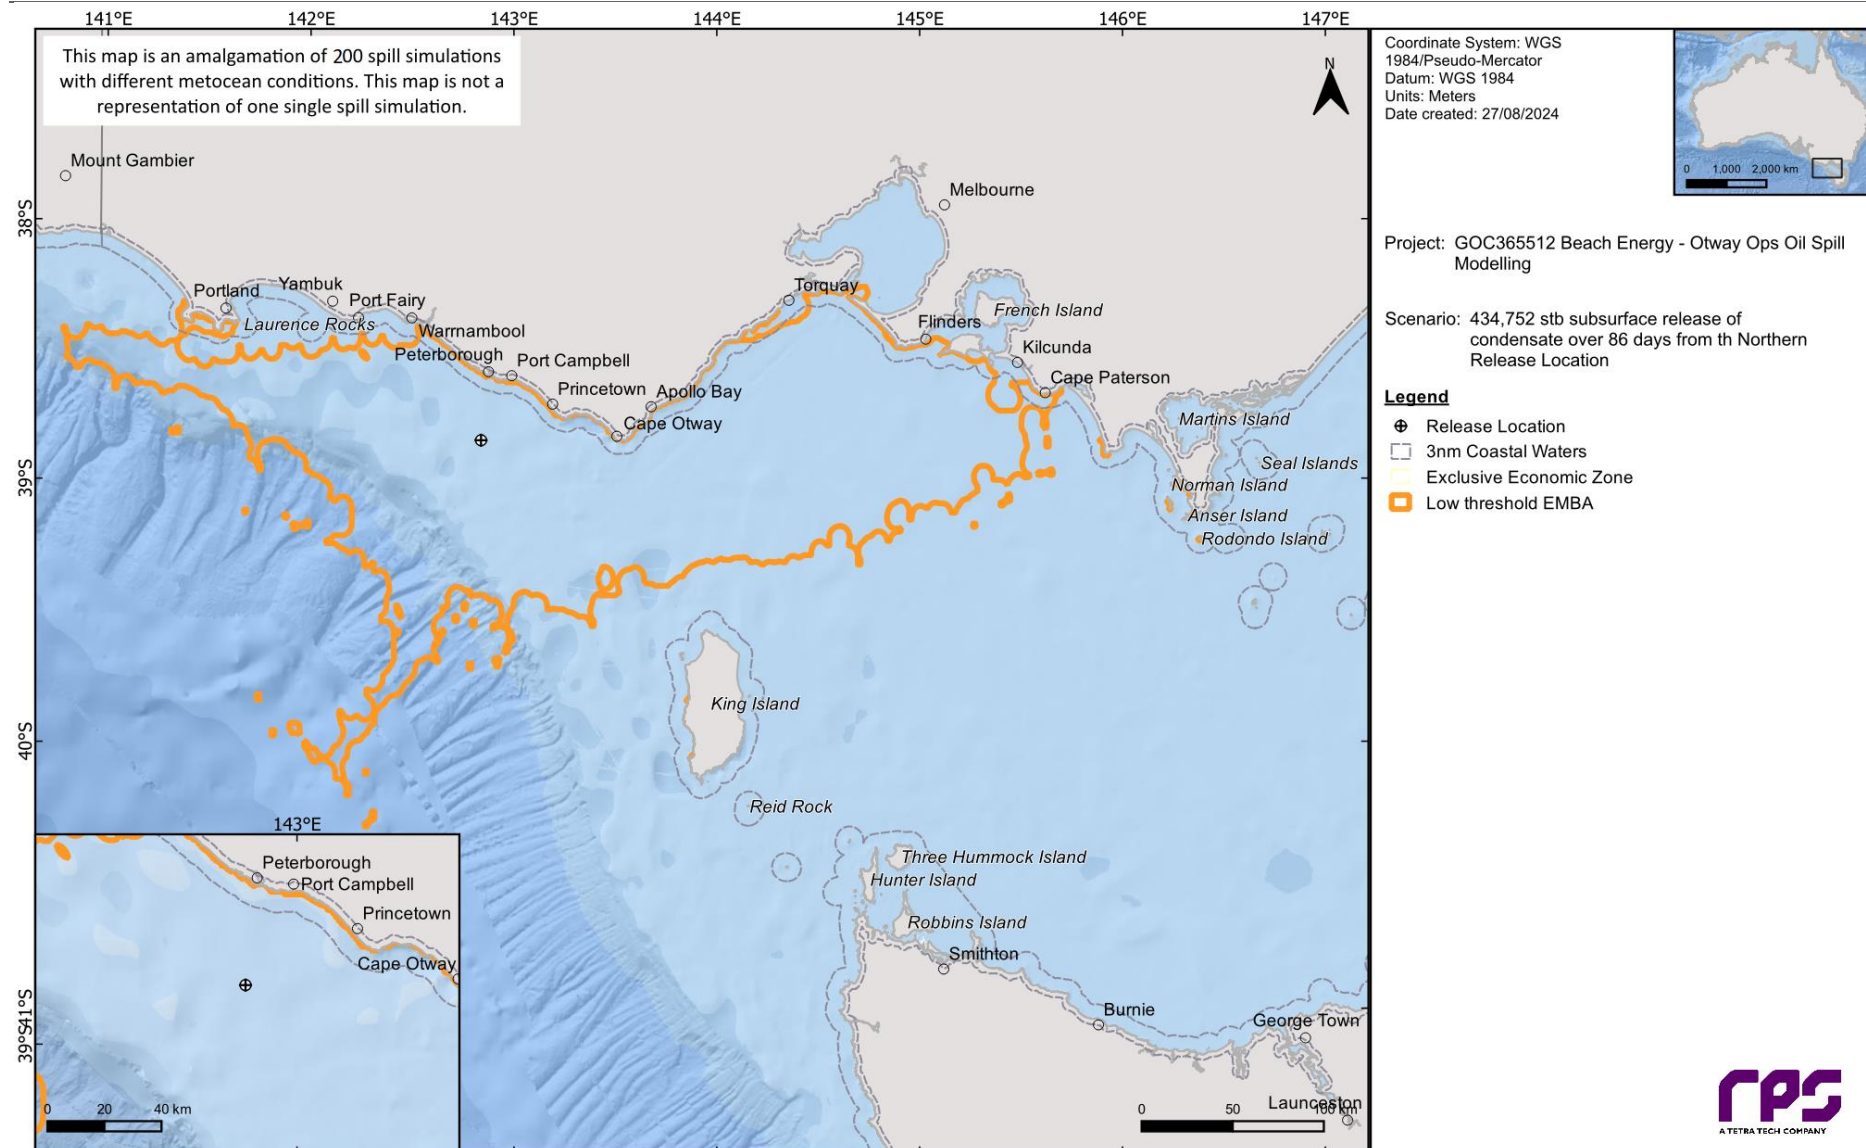 141°E
142°E
143°E
144°E
145°E
146°E
147°E
This map is an amalgamation of 200 spill simulations
with different metocean conditions. This map is not a
representation of one single spill simulation.
N
Mount Gambier
Melbourne
38°S
Portland
Yambuk
Port Fairy
Laurence Rocks
Warrnambool
Peterborough
Port Campbell
Princetown
Apollo Bay
Cape Otway
Torquay
French Island
Flinders
Kilcunda
Cape Paterson
Martins Island
Seal Islands
Norman Island
Anser Island
Rodondo Island
39°S
King Island
40°S
Reid Rock
Three Hummock Island
Hunter Island
Robbins Island
Smithton
Burnie
George Town
Launceston
0 50 100 km
41°S
143°E
Peterborough
Port Campbell
Princetown
Cape Otway
39°S
0 20 40 km
Coordinate System: WGS
1984/Pseudo-Mercator
Datum: WGS 1984
Units: Meters
Date created: 27/08/2024
0 1,000 2,000 km
Project: GOC365512 Beach Energy - Otway Ops Oil Spill
Modelling
Scenario: 434,752 stb subsurface release of
condensate over 86 days from th Northern
Release Location
Legend
Release Location
3nm Coastal Waters
Exclusive Economic Zone
Low threshold EMBA
rps
A TETRA TECH COMPANY